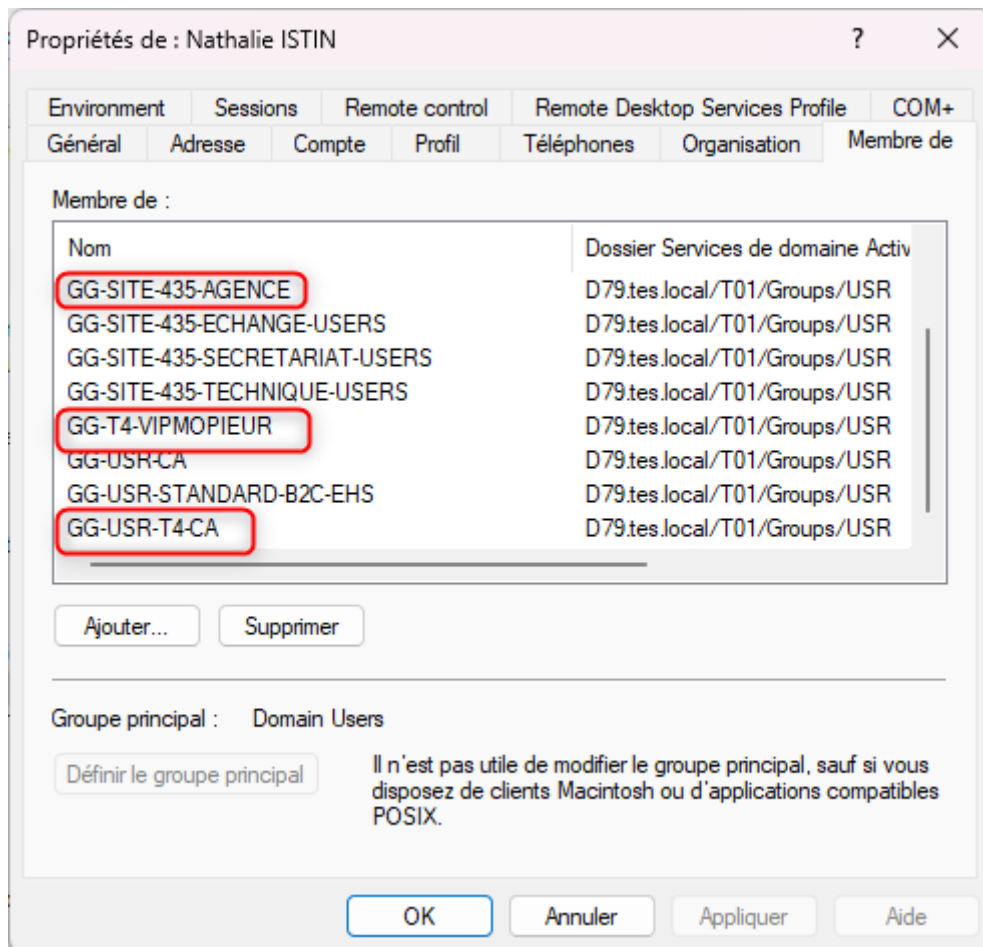 Propriétés de : Nathalie ISTIN
Environment Sessions Remote control Remote Desktop Services Profile COM+
Général Adresse Compte Profil Téléphones Organisation Membre de
Membre de :
Nom Dossier Services de domaine Activ
GG-SITE-435-AGENCE D79.tes.local/T01/Groups/USR
GG-SITE-435-ECHANGE-USERS D79.tes.local/T01/Groups/USR
GG-SITE-435-SECRETARIAT-USERS D79.tes.local/T01/Groups/USR
GG-SITE-435-TECHNIQUE-USERS D79.tes.local/T01/Groups/USR
GG-T4-VIPMOPIEUR D79.tes.local/T01/Groups/USR
GG-USR-CA D79.tes.local/T01/Groups/USR
GG-USR-STANDARD-B2C-EHS D79.tes.local/T01/Groups/USR
GG-USR-T4-CA D79.tes.local/T01/Groups/USR
Ajouter... Supprimer
Groupe principal : Domain Users
Définir le groupe principal
Il n'est pas utile de modifier le groupe principal, sauf si vous
disposez de clients Macintosh ou d'applications compatibles
POSIX.
OK Annuler Appliquer Aide